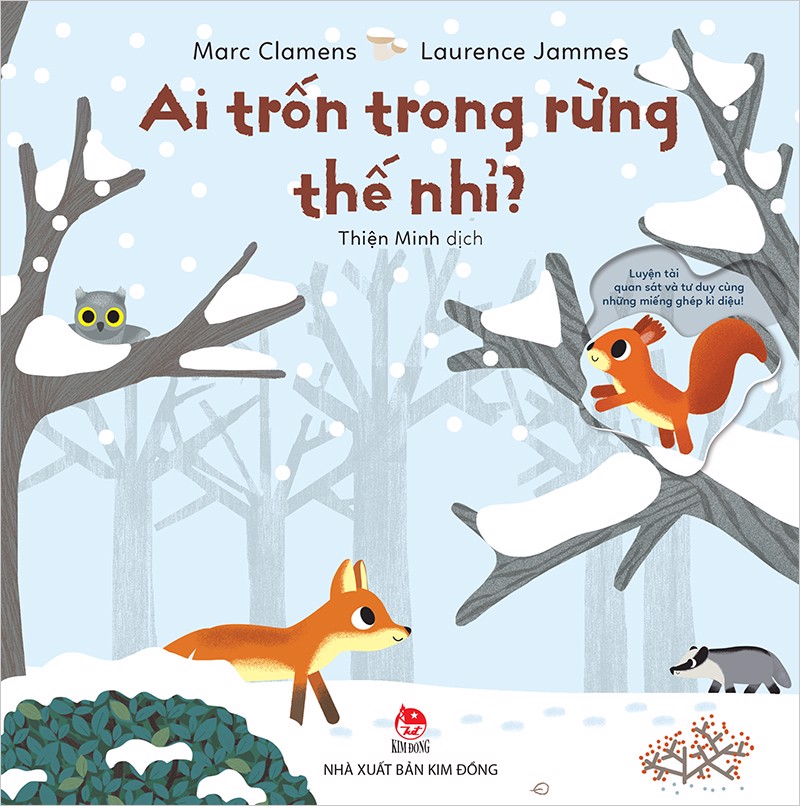 Marc Clamens Laurence Jammes
Ai trốn trong rừng
thế nhỉ?
Thiện Minh dịch
Luyện tài
quan sát và tư duy cùng
những miếng ghép kì diệu!
KIM ĐỒNG
NHÀ XUẤT BẢN KIM ĐỒNG